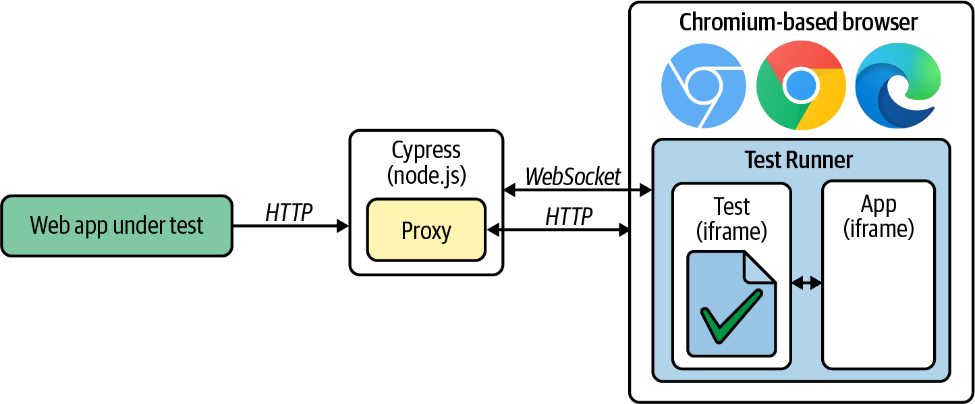 Web app under test
HTTP
Cypress
(node.js)
Proxy
WebSocket
HTTP
Chromium-based browser
Test Runner
Test
(iframe)
App
(iframe)